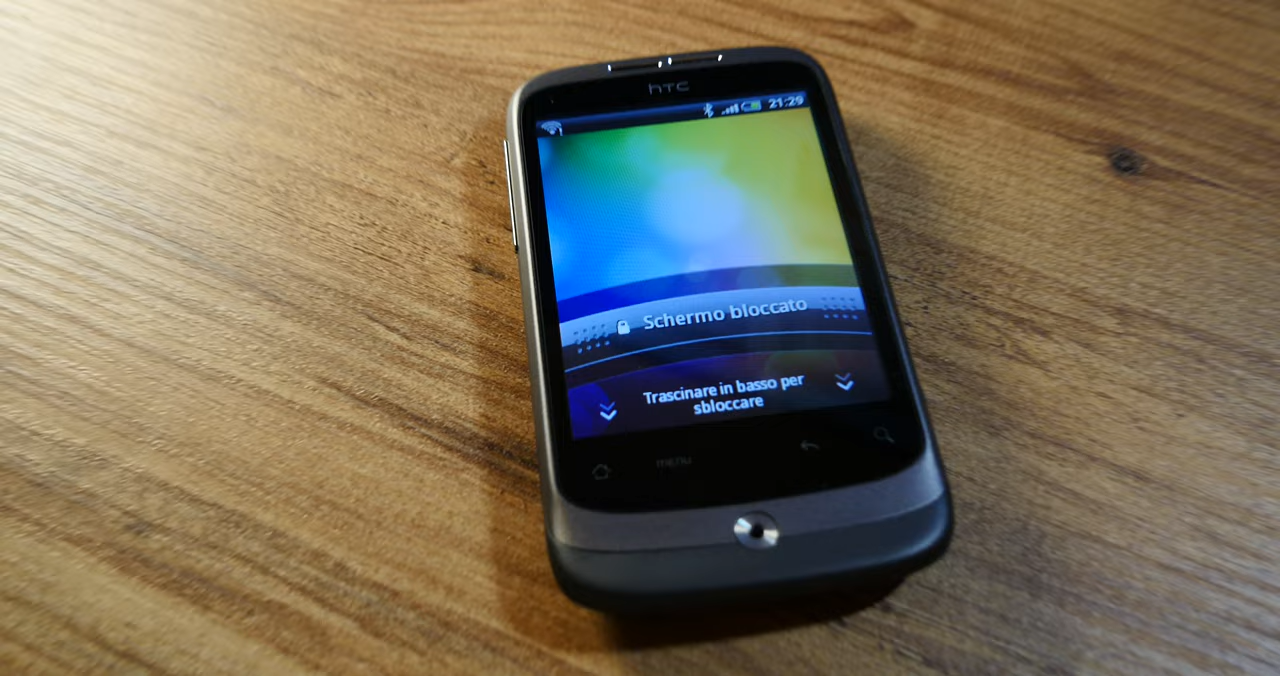 hTC
21:29
Schermo bloccato
Trascinare in basso per
sbloccare
menu